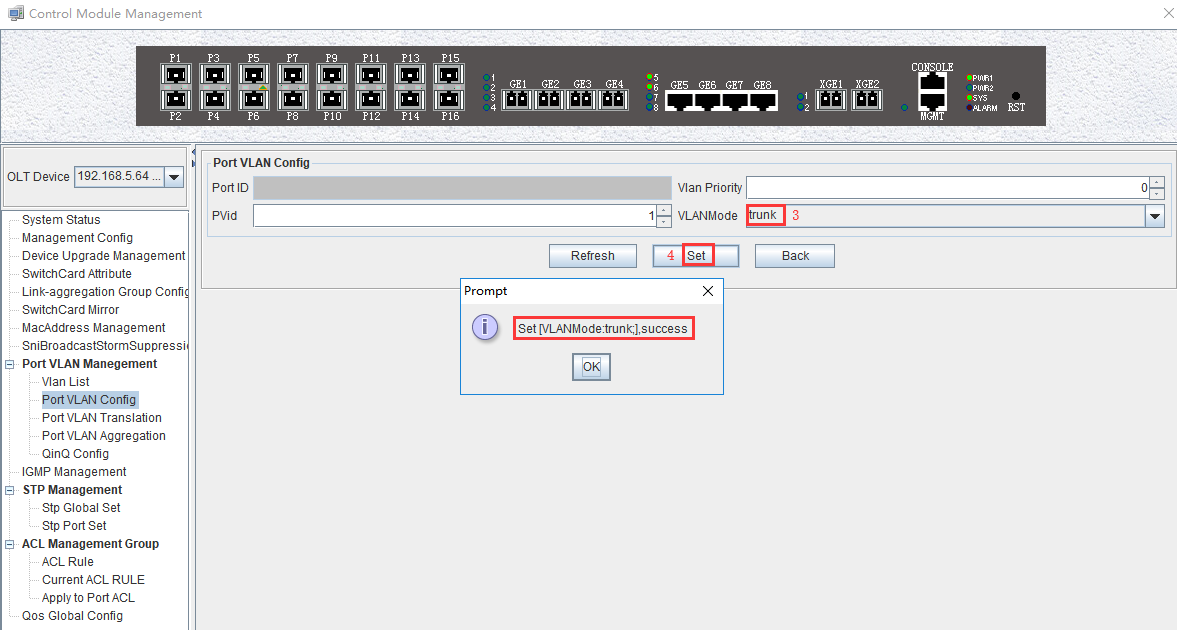 Control Module Management
P1 P3 P5 P7 P9 P11 P13 P15
P2 P4 P6 P8 P10 P12 P14 P16
1
2
3
4
GE1 GE2 GE3 GE4
5
6
7
8
GE5 GE6 GE7 GE8
1
2
XGE1 XGE2
CONSOLE
MGMT
PWR1
PWR2
SYS
ALARM
RST
OLT Device 192.168.5.64 ...
System Status
Management Config
Device Upgrade Management
SwitchCard Attribute
Link-aggregation Group Config
SwitchCard Mirror
MacAddress Management
SniBroadcastStormSuppressi
Port VLAN Manegement
Vlan List
Port VLAN Config
Port VLAN Translation
Port VLAN Aggregation
QinQ Config
IGMP Management
STP Management
Stp Global Set
Stp Port Set
ACL Management Group
ACL Rule
Current ACL RULE
Apply to Port ACL
Qos Global Config
Port VLAN Config
Port ID Vlan Priority 0
PVid 1 VLANMode trunk 3
Refresh 4 Set Back
Prompt
i Set [VLANMode:trunk;],success
OK